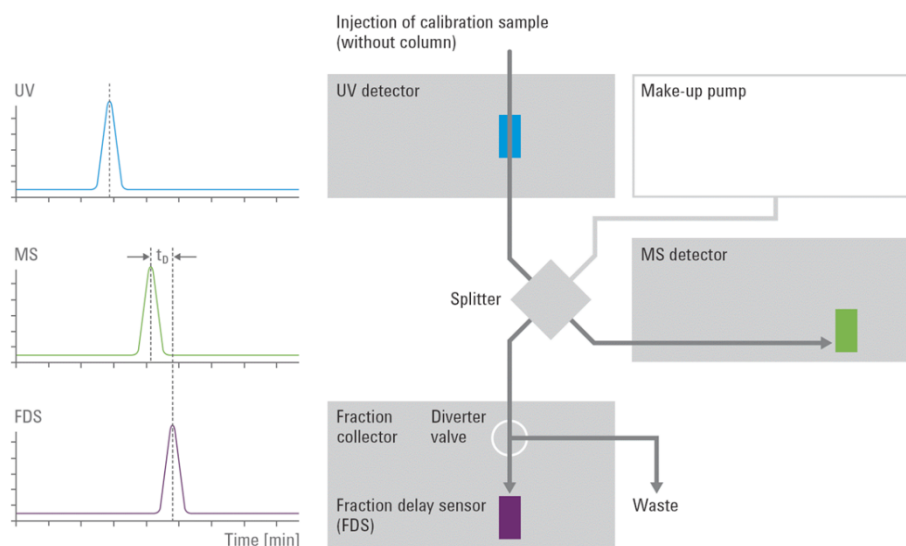 Injection of calibration sample
(without column)
UV
UV detector
Make-up pump
MS
tD
MS detector
Splitter
FDS
Fraction
collector
Diverter
valve
Fraction delay sensor
(FDS)
Waste
Time [min]